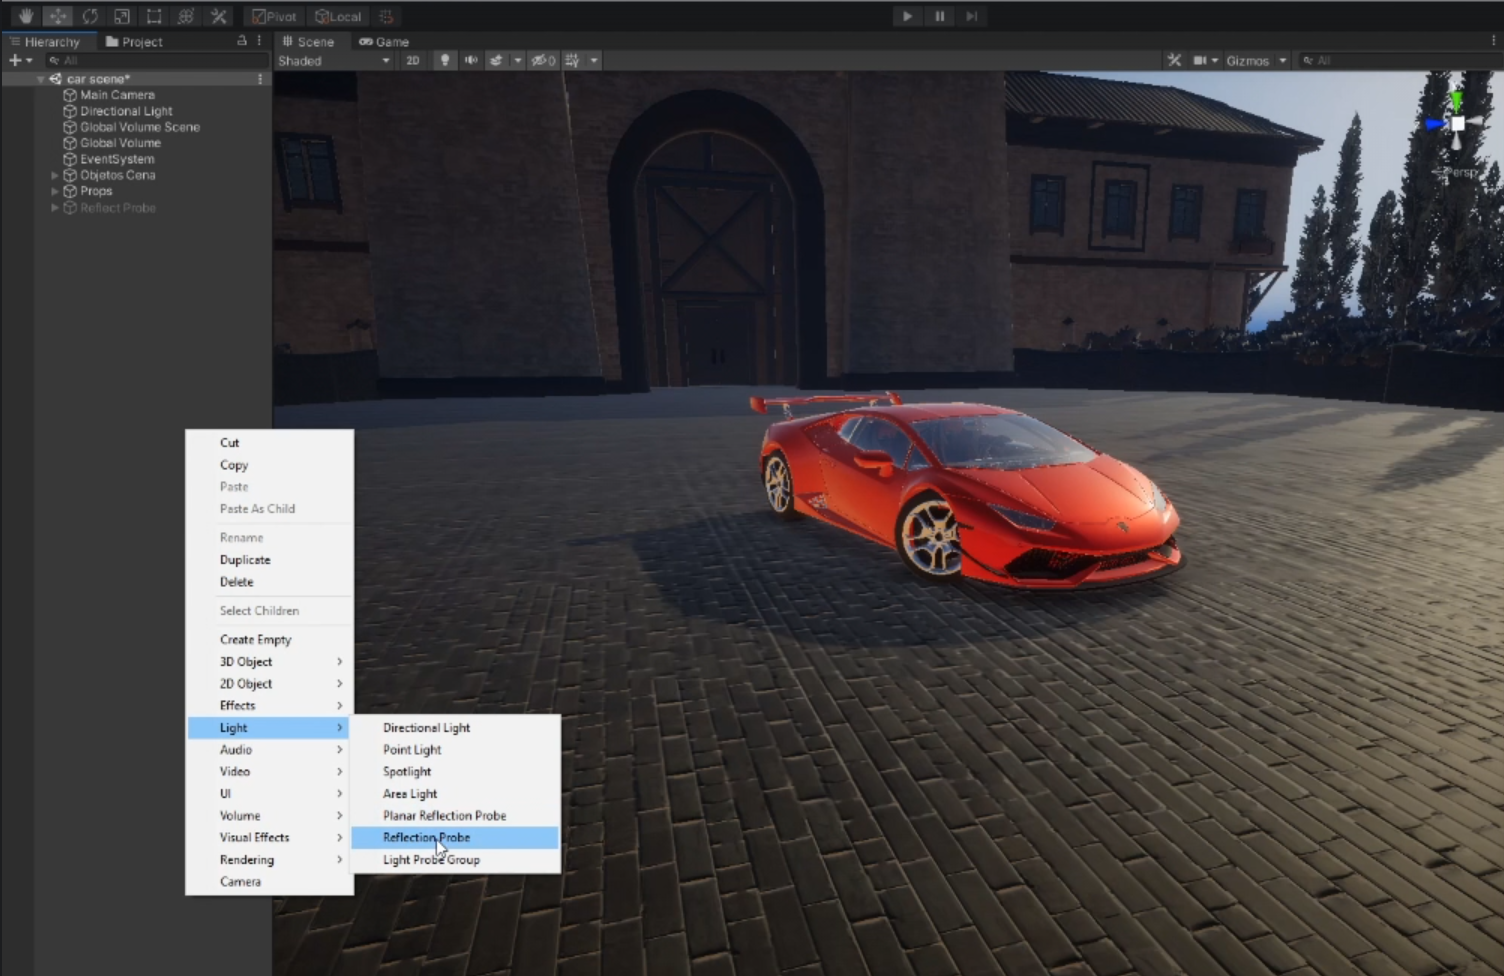 Pivot Local
Hierarchy Project
All
car scene*
Main Camera
Directional Light
Global Volume Scene
Global Volume
EventSystem
Objetos Cena
Props
Reflect Probe
Scene Game
Shaded 2D 0 Gizmos All
Persp
Cut
Copy
Paste
Paste As Child
Rename
Duplicate
Delete
Select Children
Create Empty
3D Object
2D Object
Effects
Light
Audio
Video
UI
Volume
Visual Effects
Rendering
Camera
Directional Light
Point Light
Spotlight
Area Light
Planar Reflection Probe
Reflection Probe
Light Probe Group